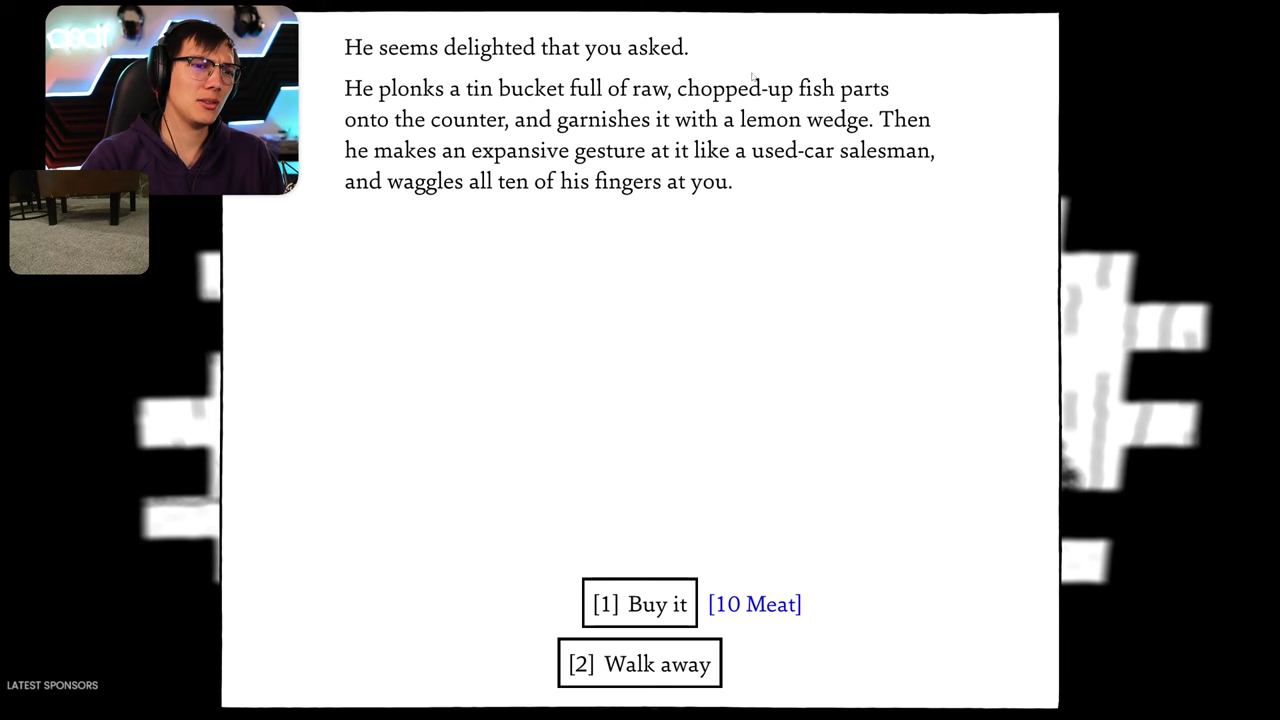 He seems delighted that you asked.
He plonks a tin bucket full of raw, chopped-up fish parts
onto the counter, and garnishes it with a lemon wedge. Then
he makes an expansive gesture at it like a used-car salesman,
and waggles all ten of his fingers at you.
[1] Buy it [10 Meat]
[2] Walk away
LATEST SPONSORS